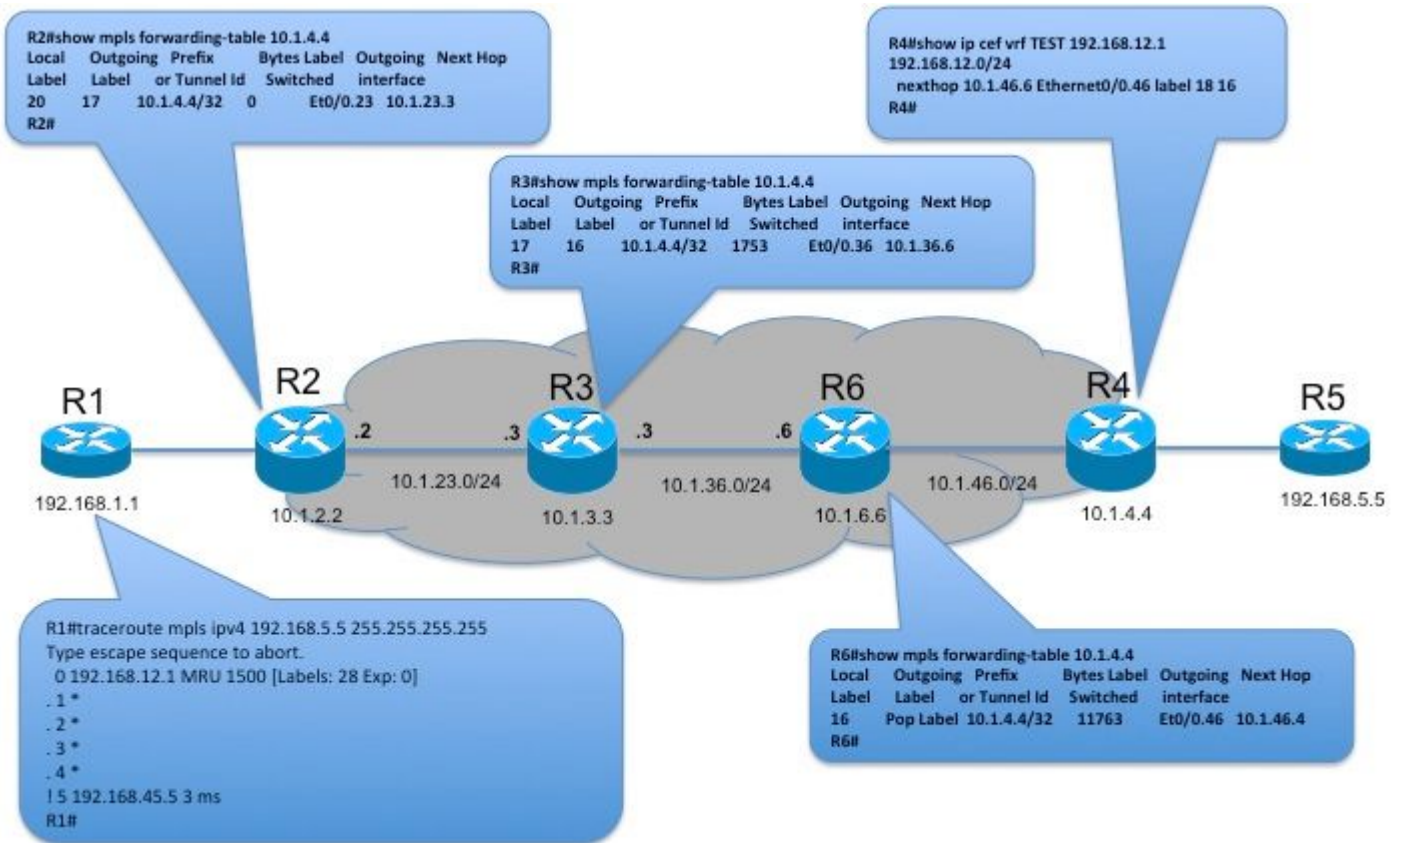 R2#show mpls forwarding-table 10.1.4.4
Local Outgoing Prefix Bytes Label Outgoing Next Hop
Label Label or Tunnel Id Switched interface
20 17 10.1.4.4/32 0 Et0/0.23 10.1.23.3
R2#
R4#show ip cef vrf TEST 192.168.12.1
192.168.12.0/24
nexthop 10.1.46.6 Ethernet0/0.46 label 18 16
R4#
R3#show mpls forwarding-table 10.1.4.4
Local Outgoing Prefix Bytes Label Outgoing Next Hop
Label Label or Tunnel Id Switched interface
17 16 10.1.4.4/32 1753 Et0/0.36 10.1.36.6
R3#
R1
R2
R3
R6
R4
R5
.2
.3
.3
.6
10.1.23.0/24
10.1.36.0/24
10.1.46.0/24
192.168.1.1
10.1.2.2
10.1.3.3
10.1.6.6
10.1.4.4
192.168.5.5
R1#traceroute mpls ipv4 192.168.5.5 255.255.255.255
Type escape sequence to abort.
0 192.168.12.1 MRU 1500 [Labels: 28 Exp: 0]
. 1 *
. 2 *
. 3 *
. 4 *
! 5 192.168.45.5 3 ms
R1#
R6#show mpls forwarding-table 10.1.4.4
Local Outgoing Prefix Bytes Label Outgoing Next Hop
Label Label or Tunnel Id Switched interface
16 Pop Label 10.1.4.4/32 11763 Et0/0.46 10.1.46.4
R6#